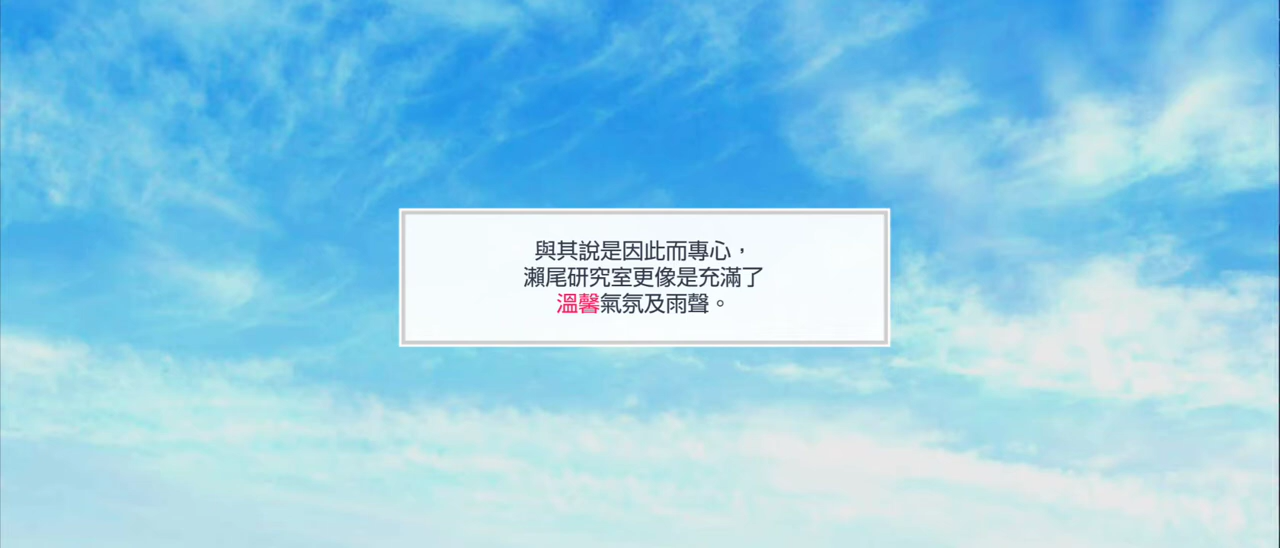 與其說是因此而專心，
瀨尾研究室更像是充滿了
溫馨氣氛及雨聲。